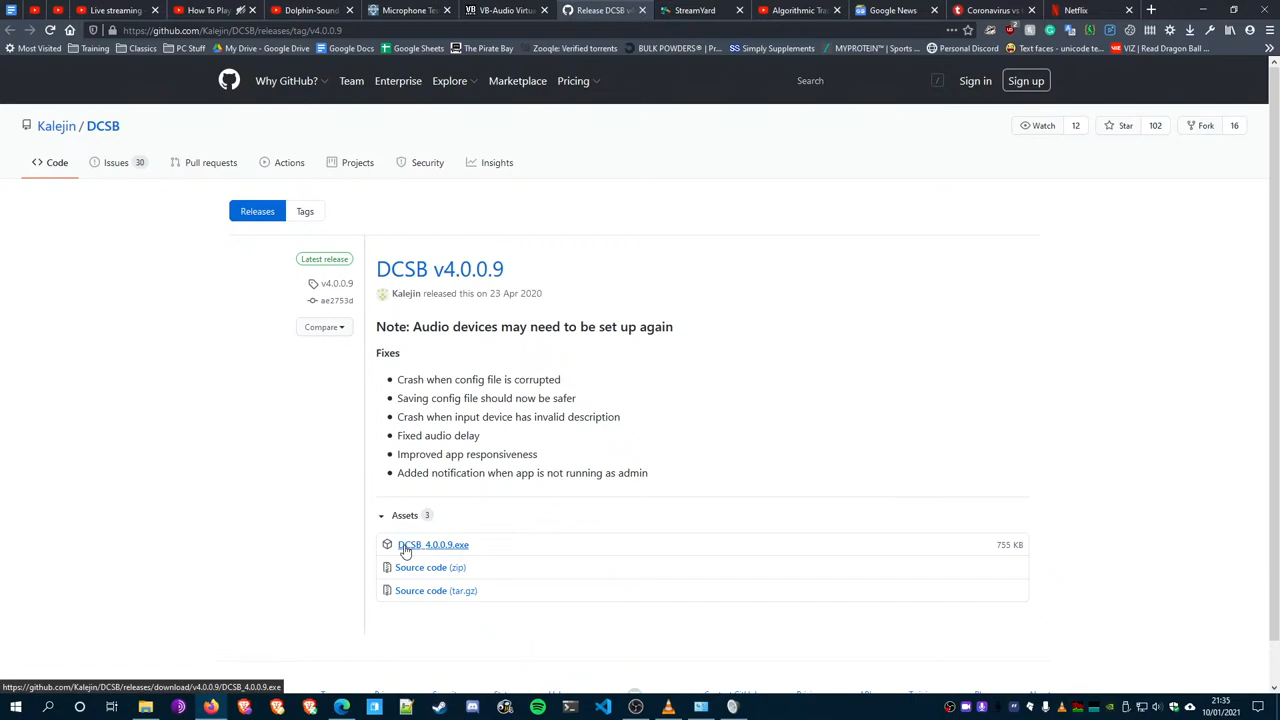 Live streaming
How To Play
Dolphin-Sound
Microphone Tes
VB-Audio Virtua
Release DCSB v4
StreamYard
Algorithmic Tra
Google News
Coronavirus vs
Netflix
https://github.com/Kalejin/DCSB/releases/tag/v4.0.0.9
Most Visited
Training
Classics
PC Stuff
My Drive - Google Drive
Google Docs
Google Sheets
The Pirate Bay
Zooqle: Verified torrents
BULK POWDERS® | Pr...
Simply Supplements
MYPROTEIN™ | Sports ...
Personal Discord
Text faces - unicode te...
VIZ | Read Dragon Ball ...
Why GitHub?
Team
Enterprise
Explore
Marketplace
Pricing
Search
/
Sign in
Sign up
Kalejin / DCSB
Watch 12
Star 102
Fork 16
Code
Issues 30
Pull requests
Actions
Projects
Security
Insights
Releases
Tags
Latest release
v4.0.0.9
ae2753d
Compare
DCSB v4.0.0.9
Kalejin released this on 23 Apr 2020
Note: Audio devices may need to be set up again
Fixes
Crash when config file is corrupted
Saving config file should now be safer
Crash when input device has invalid description
Fixed audio delay
Improved app responsiveness
Added notification when app is not running as admin
Assets 3
DCSB_4.0.0.9.exe
755 KB
Source code (zip)
Source code (tar.gz)
https://github.com/Kalejin/DCSB/releases/download/v4.0.0.9/DCSB_4.0.0.9.exe
21:35
10/01/2021